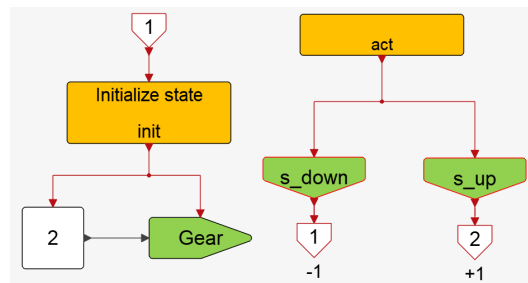 1
Initialize state
init
2
Gear
act
s_down
s_up
1
2
-1
+1